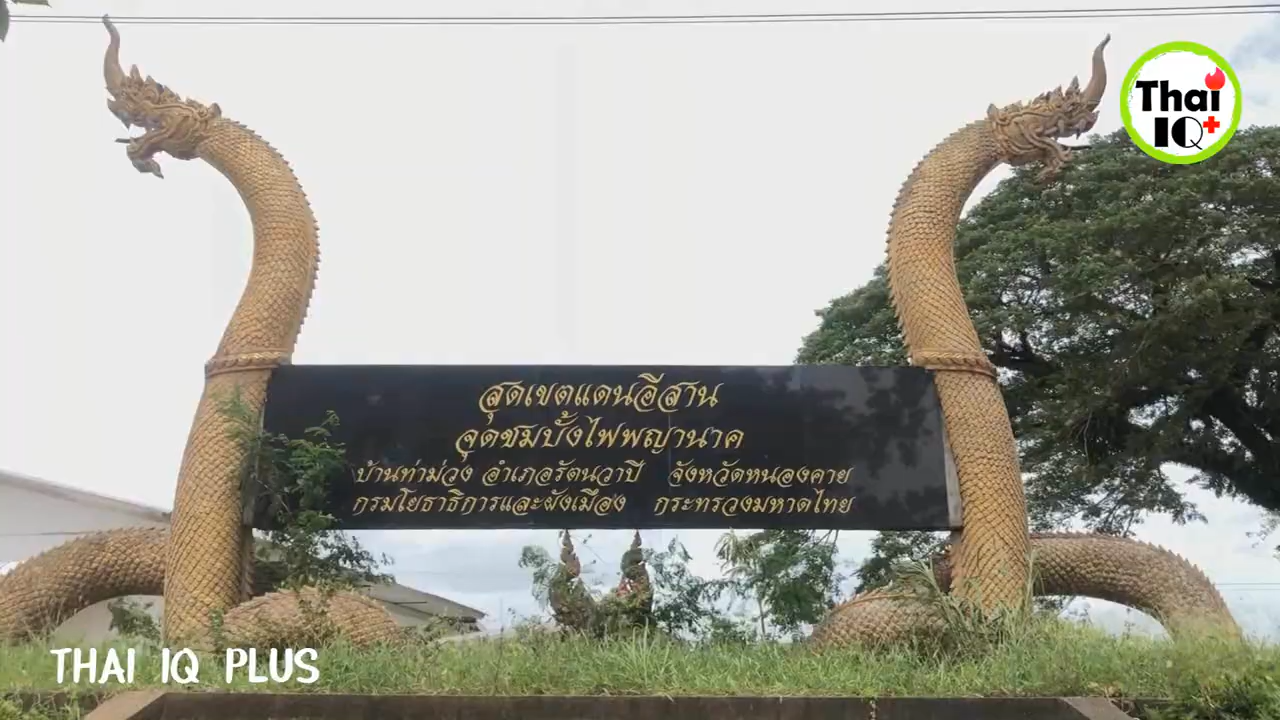 Thai
IQ+
สุดเขตแดนอีสาน
จุดชมบั้งไฟพญานาค
บ้านท่าม่วง อำเภอรัตนวาปี จังหวัดหนองคาย
กรมโยธาธิการและผังเมือง กระทรวงมหาดไทย
THAI IQ PLUS